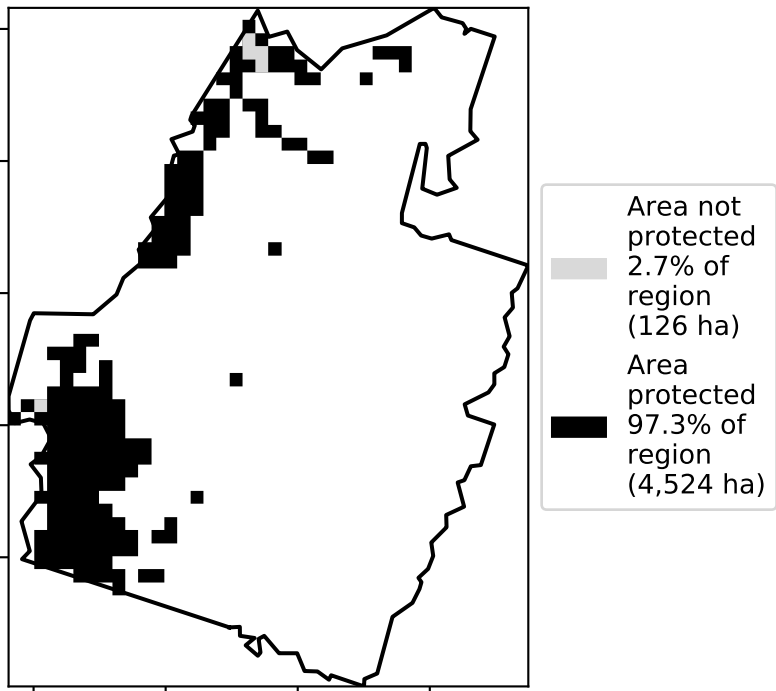 Area not
protected
2.7% of
region
(126 ha)
Area
protected
97.3% of
region
(4,524 ha)